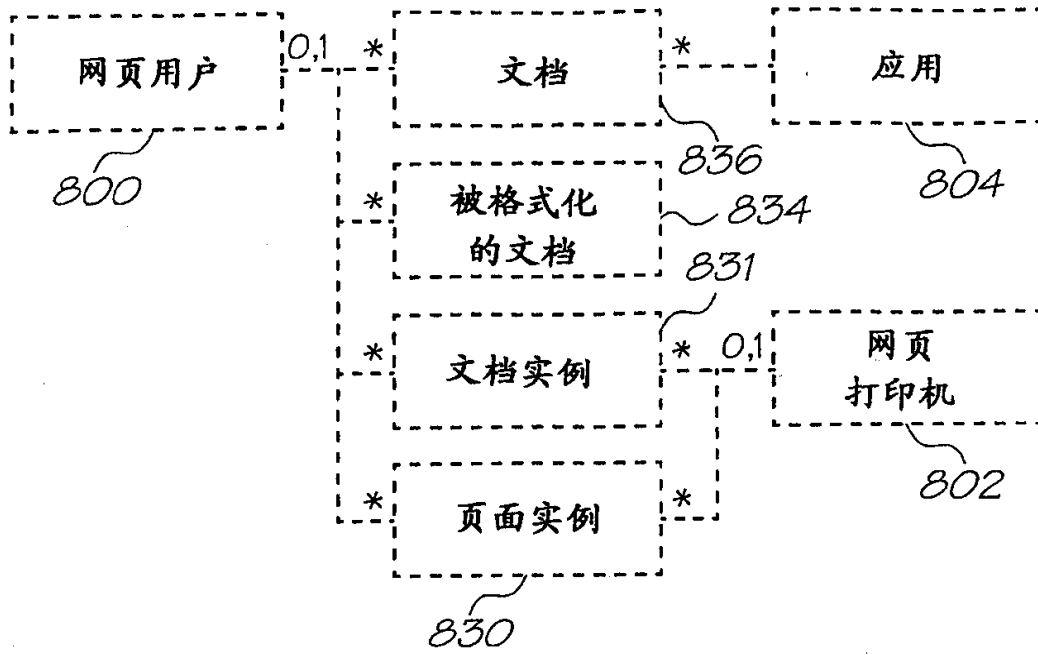 网页用户
0,1
*
文档
*
应用
800
836
804
*
被格式化
的文档
834
831
*
文档实例
*
0,1
网页
打印机
802
*
页面实例
*
830